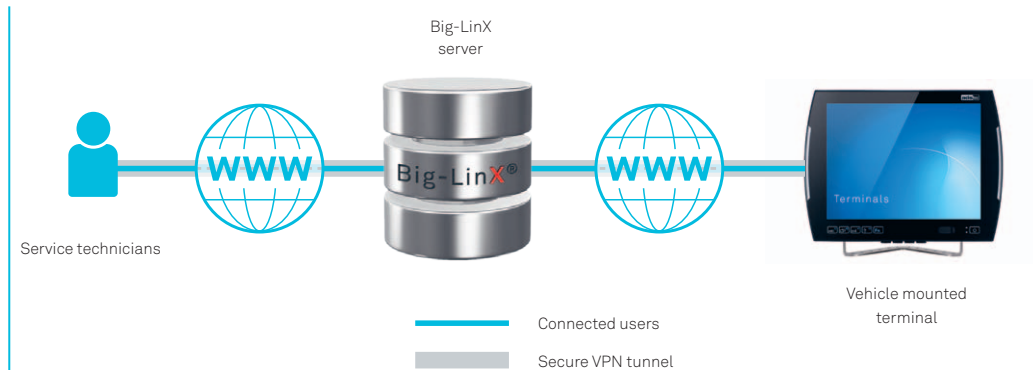 Big-LinX
server
WWW
Big-LinX®
WWW
Terminals
Service technicians
Vehicle mounted
terminal
Connected users
Secure VPN tunnel